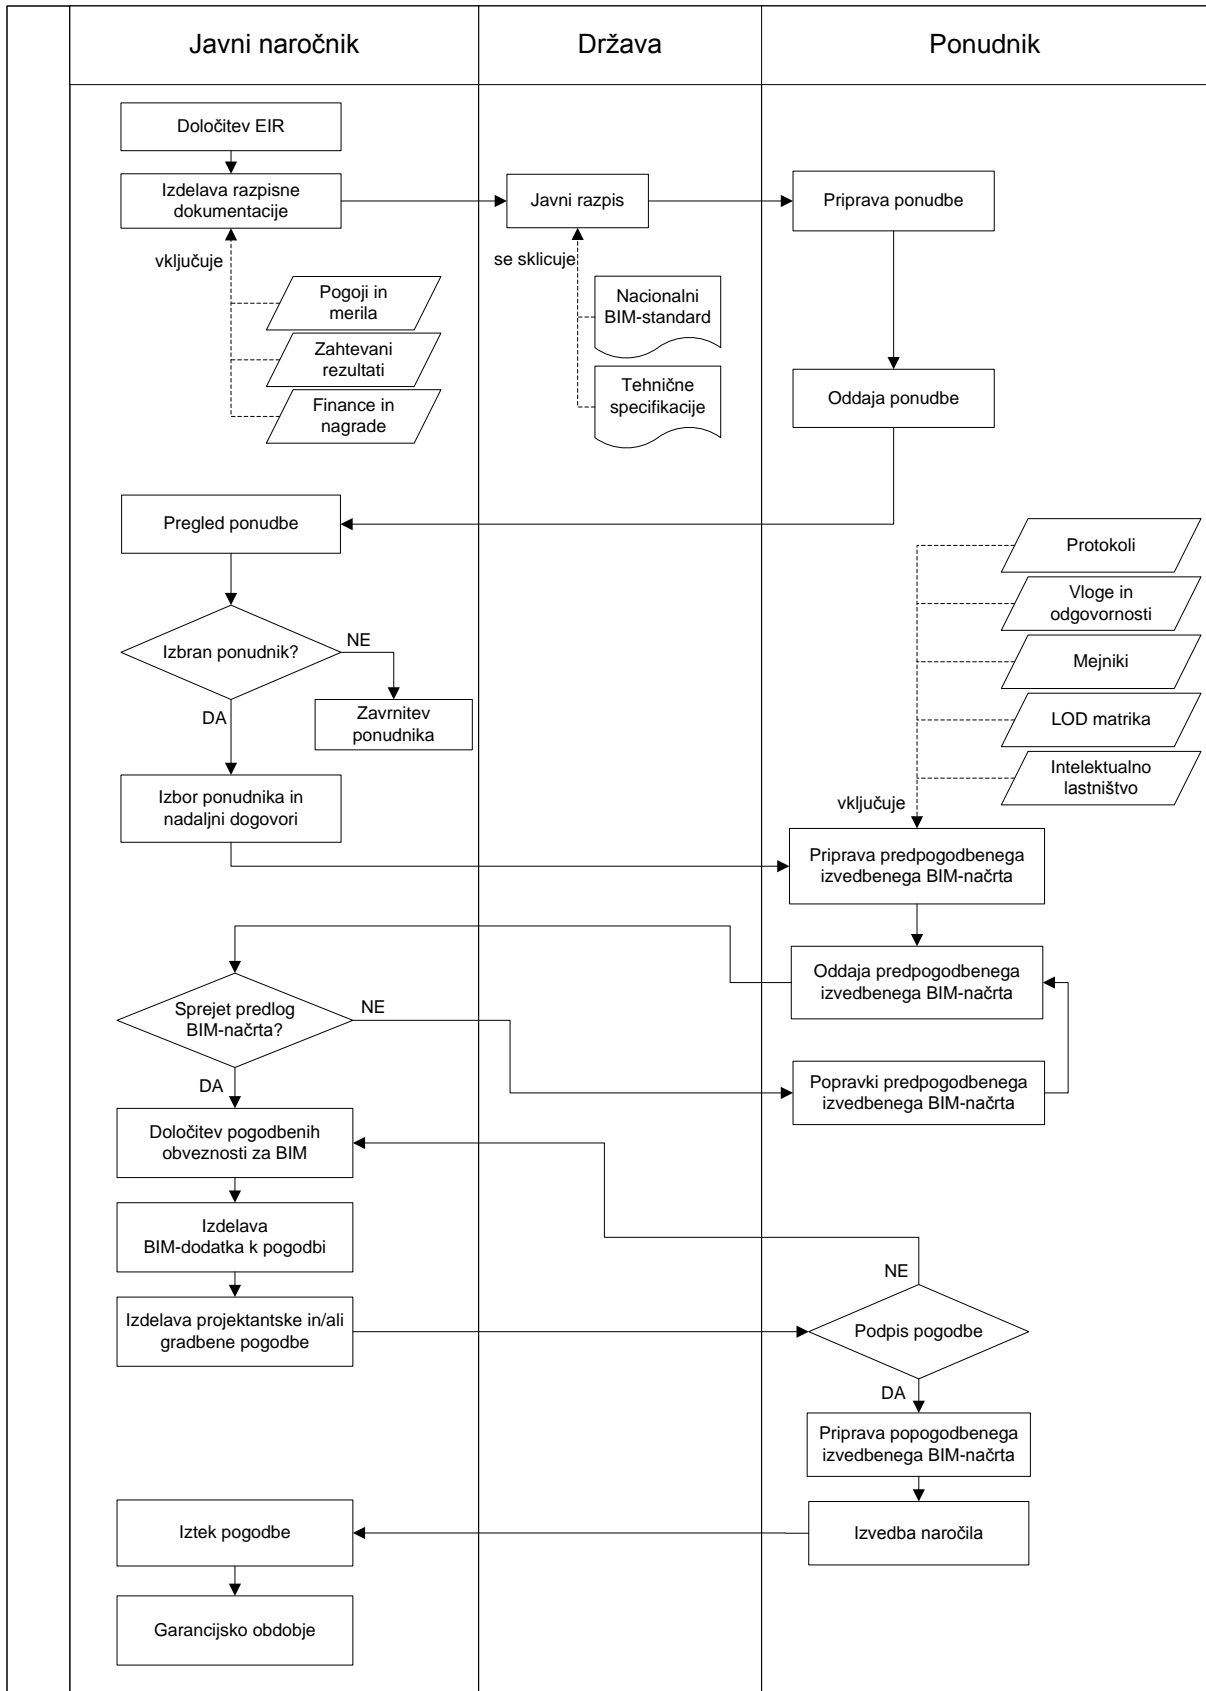 Javni naročnik
Država
Ponudnik
Določitev EIR
Izdelava razpisne
dokumentacije
Javni razpis
Priprava ponudbe
vključuje
se sklicuje
Pogoji in
merila
Nacionalni
BIM-standard
Zahtevani
rezultati
Tehnične
specifikacije
Finance in
nagrade
Oddaja ponudbe
Pregled ponudbe
Protokoli
Vloge in
odgovornosti
Mejniki
LOD matrika
Intelektualno
lastništvo
vključuje
Izbran ponudnik?
NE
DA
Zavrnitev
ponudnika
Izbor ponudnika in
nadaljni dogovori
Priprava predpogodbenega
izvedbenega BIM-načrta
Oddaja predpogodbenega
izvedbenega BIM-načrta
Sprejet predlog
BIM-načrta?
NE
DA
Popravki predpogodbenega
izvedbenega BIM-načrta
Določitev pogodbenih
obveznosti za BIM
Izdelava
BIM-dodatka k pogodbi
NE
Izdelava projektantske in/ali
gradbene pogodbe
Podpis pogodbe
DA
Priprava popogodbenega
izvedbenega BIM-načrta
Iztek pogodbe
Izvedba naročila
Garancijsko obdobje